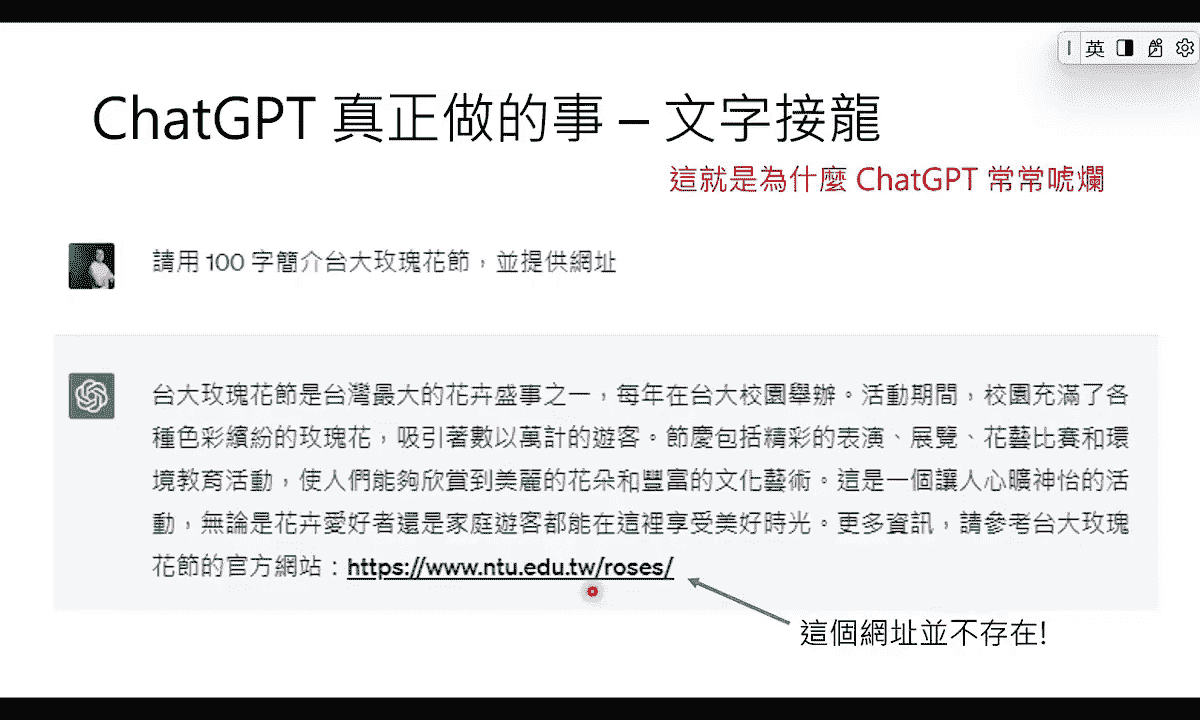 英
ChatGPT 真正做的事 – 文字接龍
這就是為什麼 ChatGPT 常常唬爛
請用 100 字簡介台大玫瑰花節，並提供網址
台大玫瑰花節是台灣最大的花卉盛事之一，每年在台大校園舉辦。活動期間，校園充滿了各
種色彩繽紛的玫瑰花，吸引著數以萬計的遊客。節慶包括精彩的表演、展覽、花藝比賽和環
境教育活動，使人們能夠欣賞到美麗的花朵和豐富的文化藝術。這是一個讓人心曠神怡的活
動，無論是花卉愛好者還是家庭遊客都能在這裡享受美好時光。更多資訊，請參考台大玫瑰
花節的官方網站：https://www.ntu.edu.tw/roses/
這個網址並不存在!